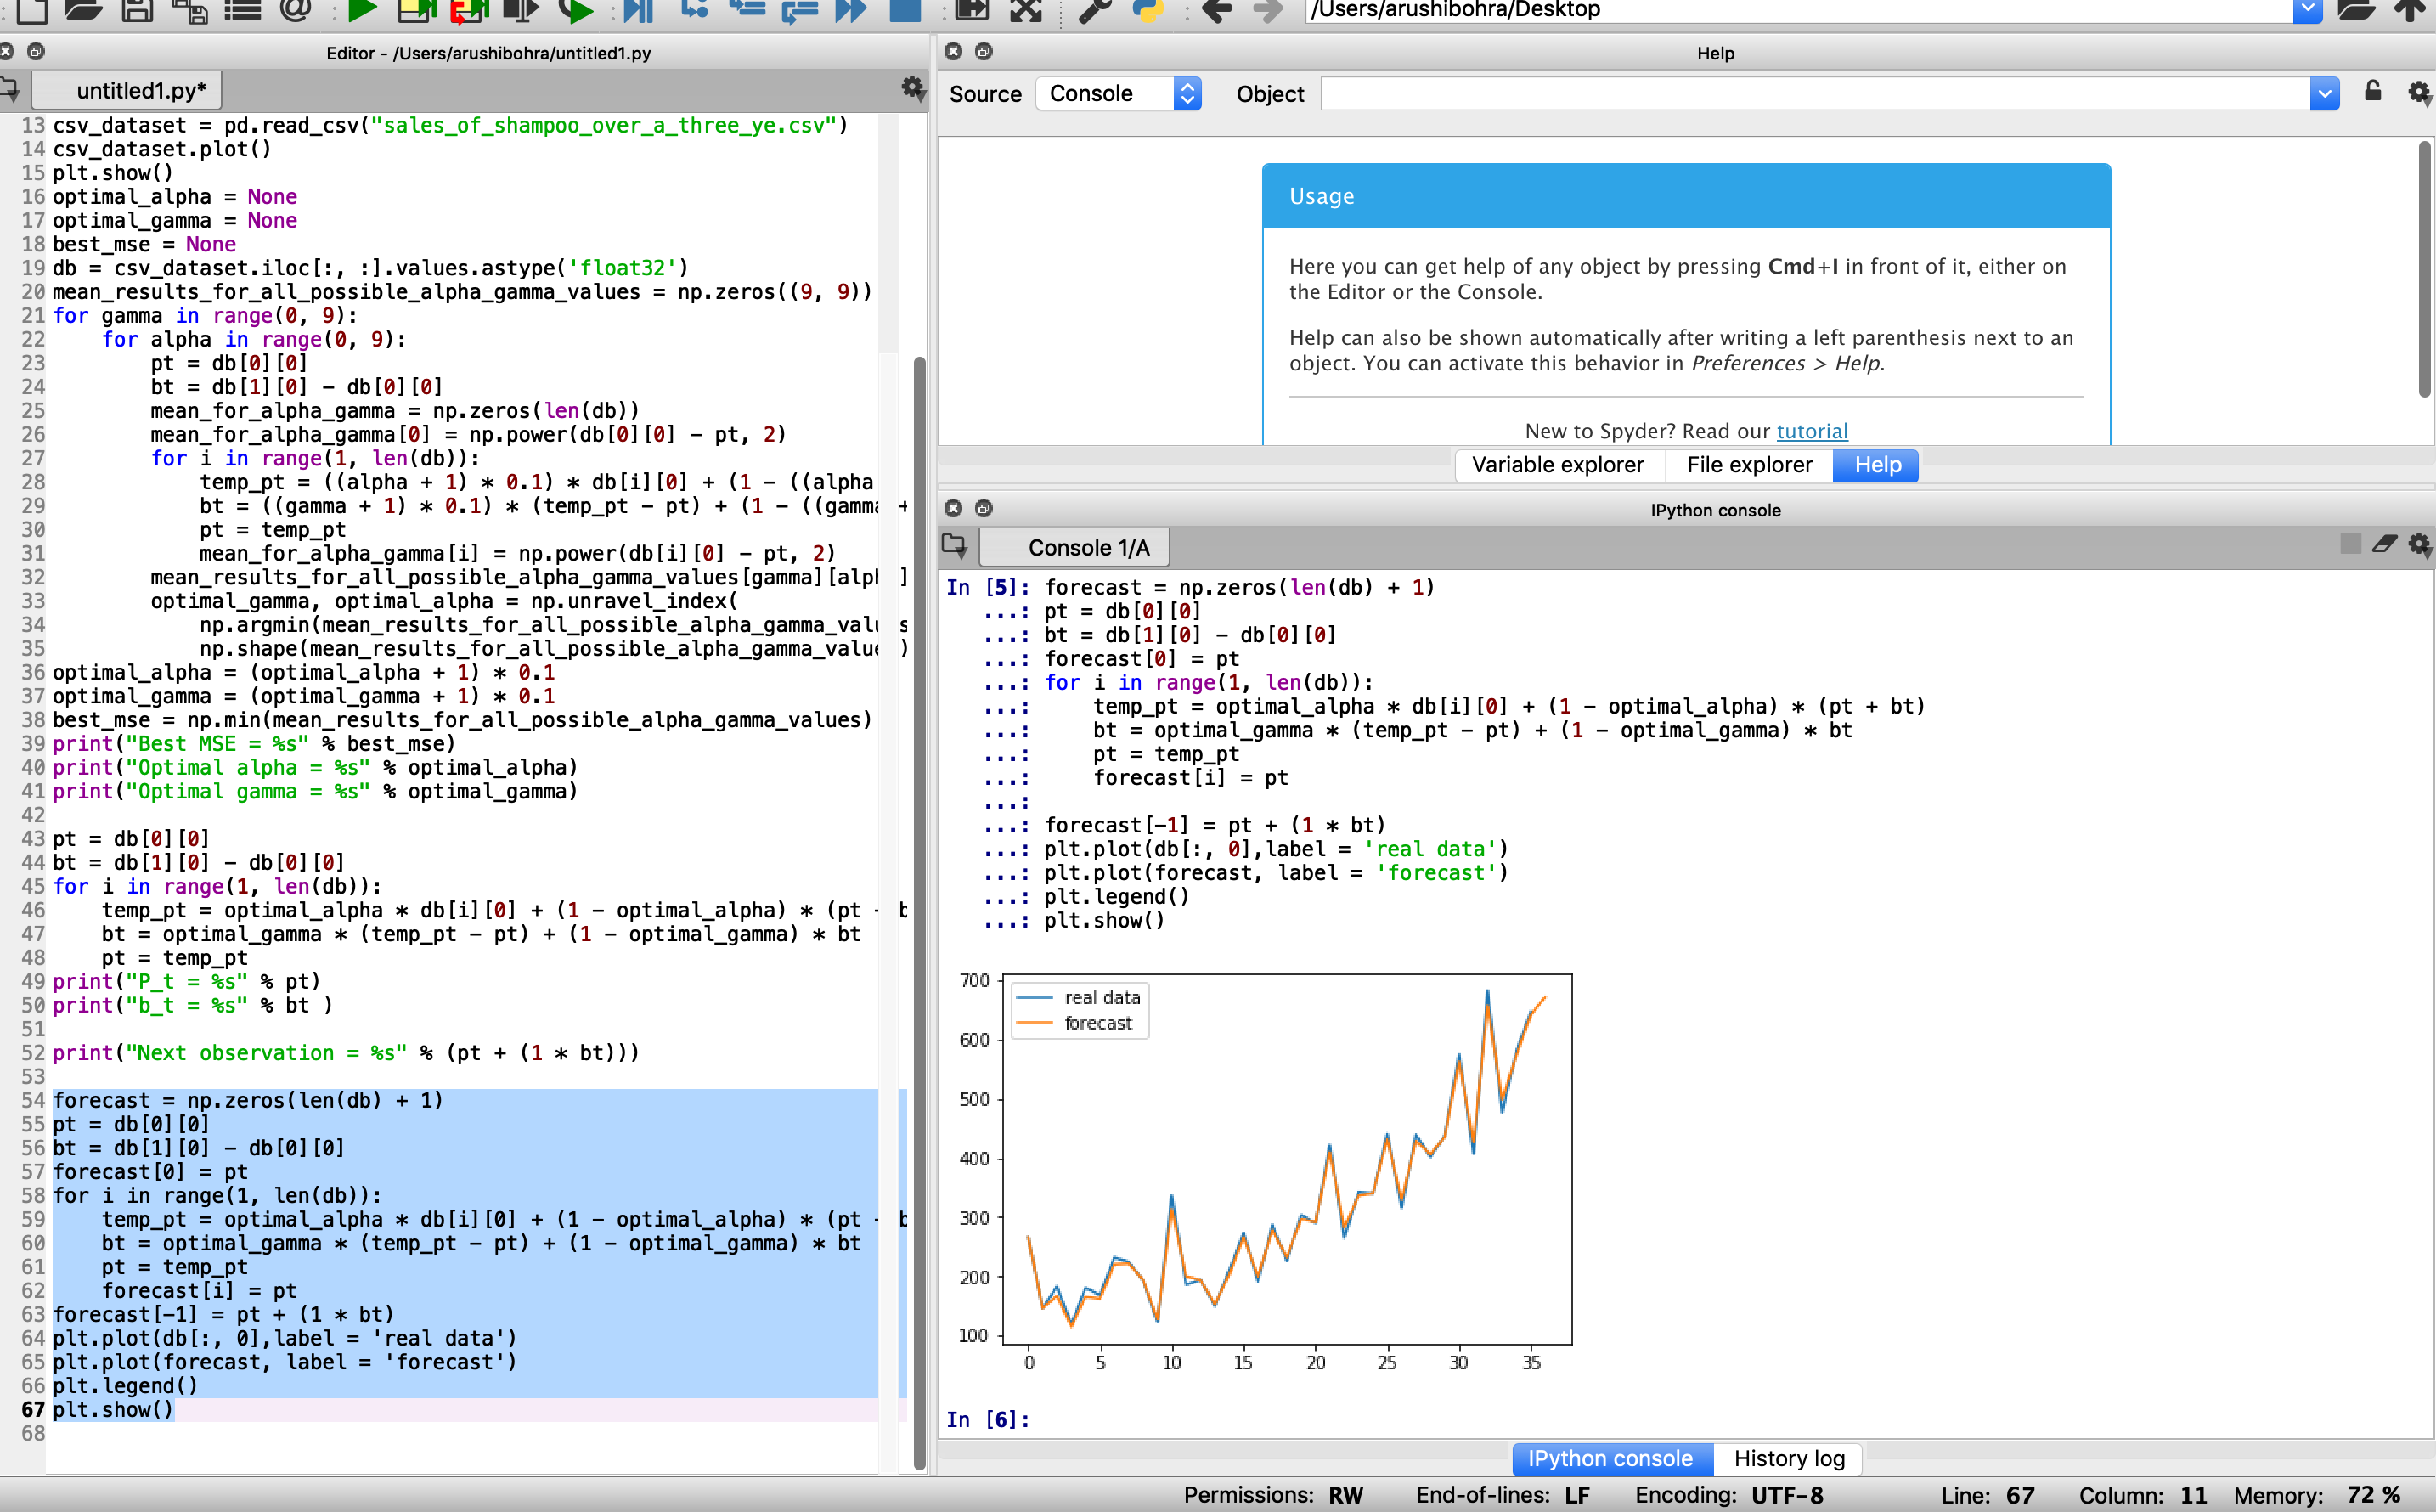 /Users/arushibohra/Desktop
Editor - /Users/arushibohra/untitled1.py
untitled1.py*
13 csv_dataset = pd.read_csv("sales_of_shampoo_over_a_three_ye.csv")
14 csv_dataset.plot()
15 plt.show()
16 optimal_alpha = None
17 optimal_gamma = None
18 best_mse = None
19 db = csv_dataset.iloc[:, :].values.astype('float32')
20 mean_results_for_all_possible_alpha_gamma_values = np.zeros((9, 9))
21 for gamma in range(0, 9):
22     for alpha in range(0, 9):
23         pt = db[0][0]
24         bt = db[1][0] - db[0][0]
25         mean_for_alpha_gamma = np.zeros(len(db))
26         mean_for_alpha_gamma[0] = np.power(db[0][0] - pt, 2)
27         for i in range(1, len(db)):
28             temp_pt = ((alpha + 1) * 0.1) * db[i][0] + (1 - ((alpha
29             bt = ((gamma + 1) * 0.1) * (temp_pt - pt) + (1 - ((gamma +
30             pt = temp_pt
31             mean_for_alpha_gamma[i] = np.power(db[i][0] - pt, 2)
32         mean_results_for_all_possible_alpha_gamma_values[gamma][alph ]
33         optimal_gamma, optimal_alpha = np.unravel_index(
34             np.argmin(mean_results_for_all_possible_alpha_gamma_valu s
35             np.shape(mean_results_for_all_possible_alpha_gamma_value )
36 optimal_alpha = (optimal_alpha + 1) * 0.1
37 optimal_gamma = (optimal_gamma + 1) * 0.1
38 best_mse = np.min(mean_results_for_all_possible_alpha_gamma_values)
39 print("Best MSE = %s" % best_mse)
40 print("Optimal alpha = %s" % optimal_alpha)
41 print("Optimal gamma = %s" % optimal_gamma)
42
43 pt = db[0][0]
44 bt = db[1][0] - db[0][0]
45 for i in range(1, len(db)):
46     temp_pt = optimal_alpha * db[i][0] + (1 - optimal_alpha) * (pt + b
47     bt = optimal_gamma * (temp_pt - pt) + (1 - optimal_gamma) * bt
48     pt = temp_pt
49 print("P_t = %s" % pt)
50 print("b_t = %s" % bt )
51
52 print("Next observation = %s" % (pt + (1 * bt)))
53
54 forecast = np.zeros(len(db) + 1)
55 pt = db[0][0]
56 bt = db[1][0] - db[0][0]
57 forecast[0] = pt
58 for i in range(1, len(db)):
59     temp_pt = optimal_alpha * db[i][0] + (1 - optimal_alpha) * (pt + b
60     bt = optimal_gamma * (temp_pt - pt) + (1 - optimal_gamma) * bt
61     pt = temp_pt
62     forecast[i] = pt
63 forecast[-1] = pt + (1 * bt)
64 plt.plot(db[:, 0],label = 'real data')
65 plt.plot(forecast, label = 'forecast')
66 plt.legend()
67 plt.show()
68
Help
Source Console Object
Usage
Here you can get help of any object by pressing Cmd+I in front of it, either on
the Editor or the Console.
Help can also be shown automatically after writing a left parenthesis next to an
object. You can activate this behavior in Preferences > Help.
New to Spyder? Read our tutorial
Variable explorer File explorer Help
IPython console
Console 1/A
In [5]: forecast = np.zeros(len(db) + 1)
...: pt = db[0][0]
...: bt = db[1][0] - db[0][0]
...: forecast[0] = pt
...: for i in range(1, len(db)):
...:     temp_pt = optimal_alpha * db[i][0] + (1 - optimal_alpha) * (pt + bt)
...:     bt = optimal_gamma * (temp_pt - pt) + (1 - optimal_gamma) * bt
...:     pt = temp_pt
...:     forecast[i] = pt
...:
...: forecast[-1] = pt + (1 * bt)
...: plt.plot(db[:, 0],label = 'real data')
...: plt.plot(forecast, label = 'forecast')
...: plt.legend()
...: plt.show()
real data
forecast
700
600
500
400
300
200
100
0 5 10 15 20 25 30 35
In [6]:
IPython console History log
Permissions: RW End-of-lines: LF Encoding: UTF-8 Line: 67 Column: 11 Memory: 72 %